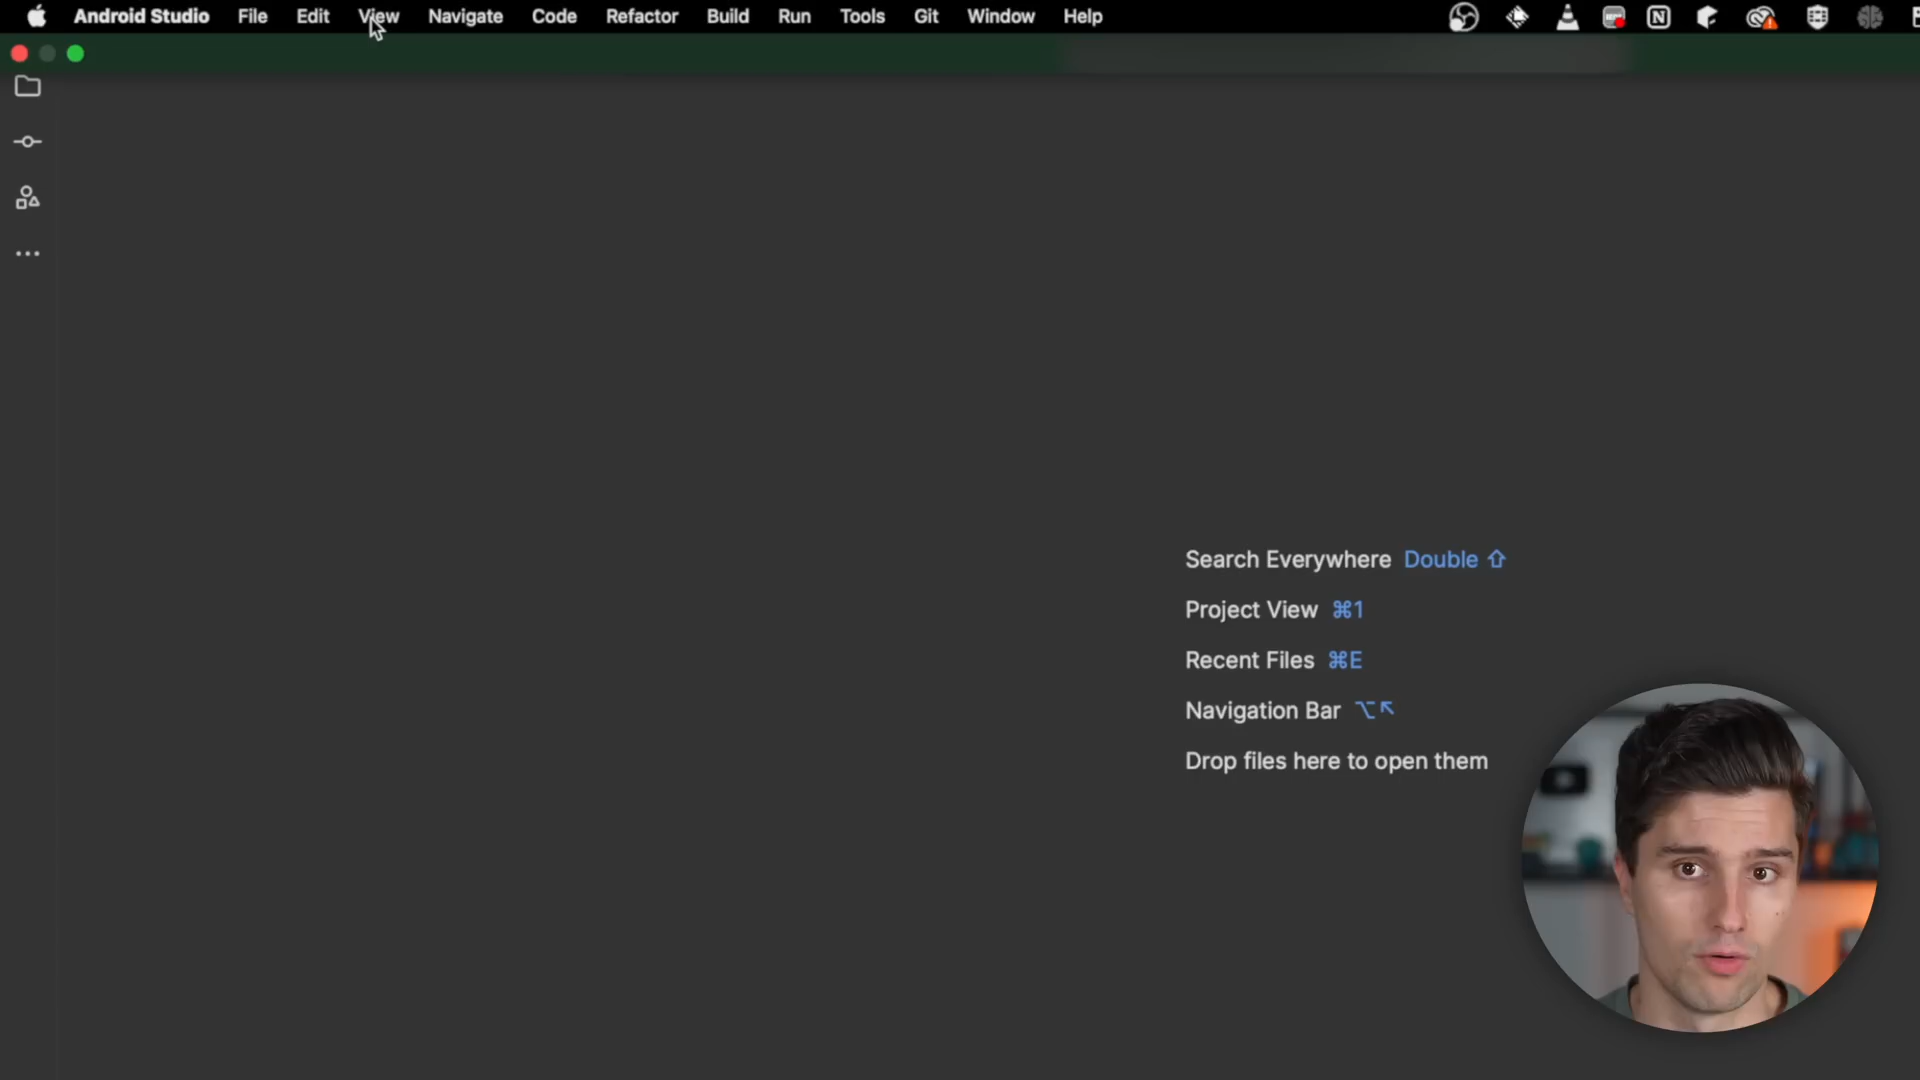 Android Studio File Edit View Navigate Code Refactor Build Run Tools Git Window Help
Search Everywhere Double ⇧
Project View ⌘1
Recent Files ⌘E
Navigation Bar ⌥↖
Drop files here to open them